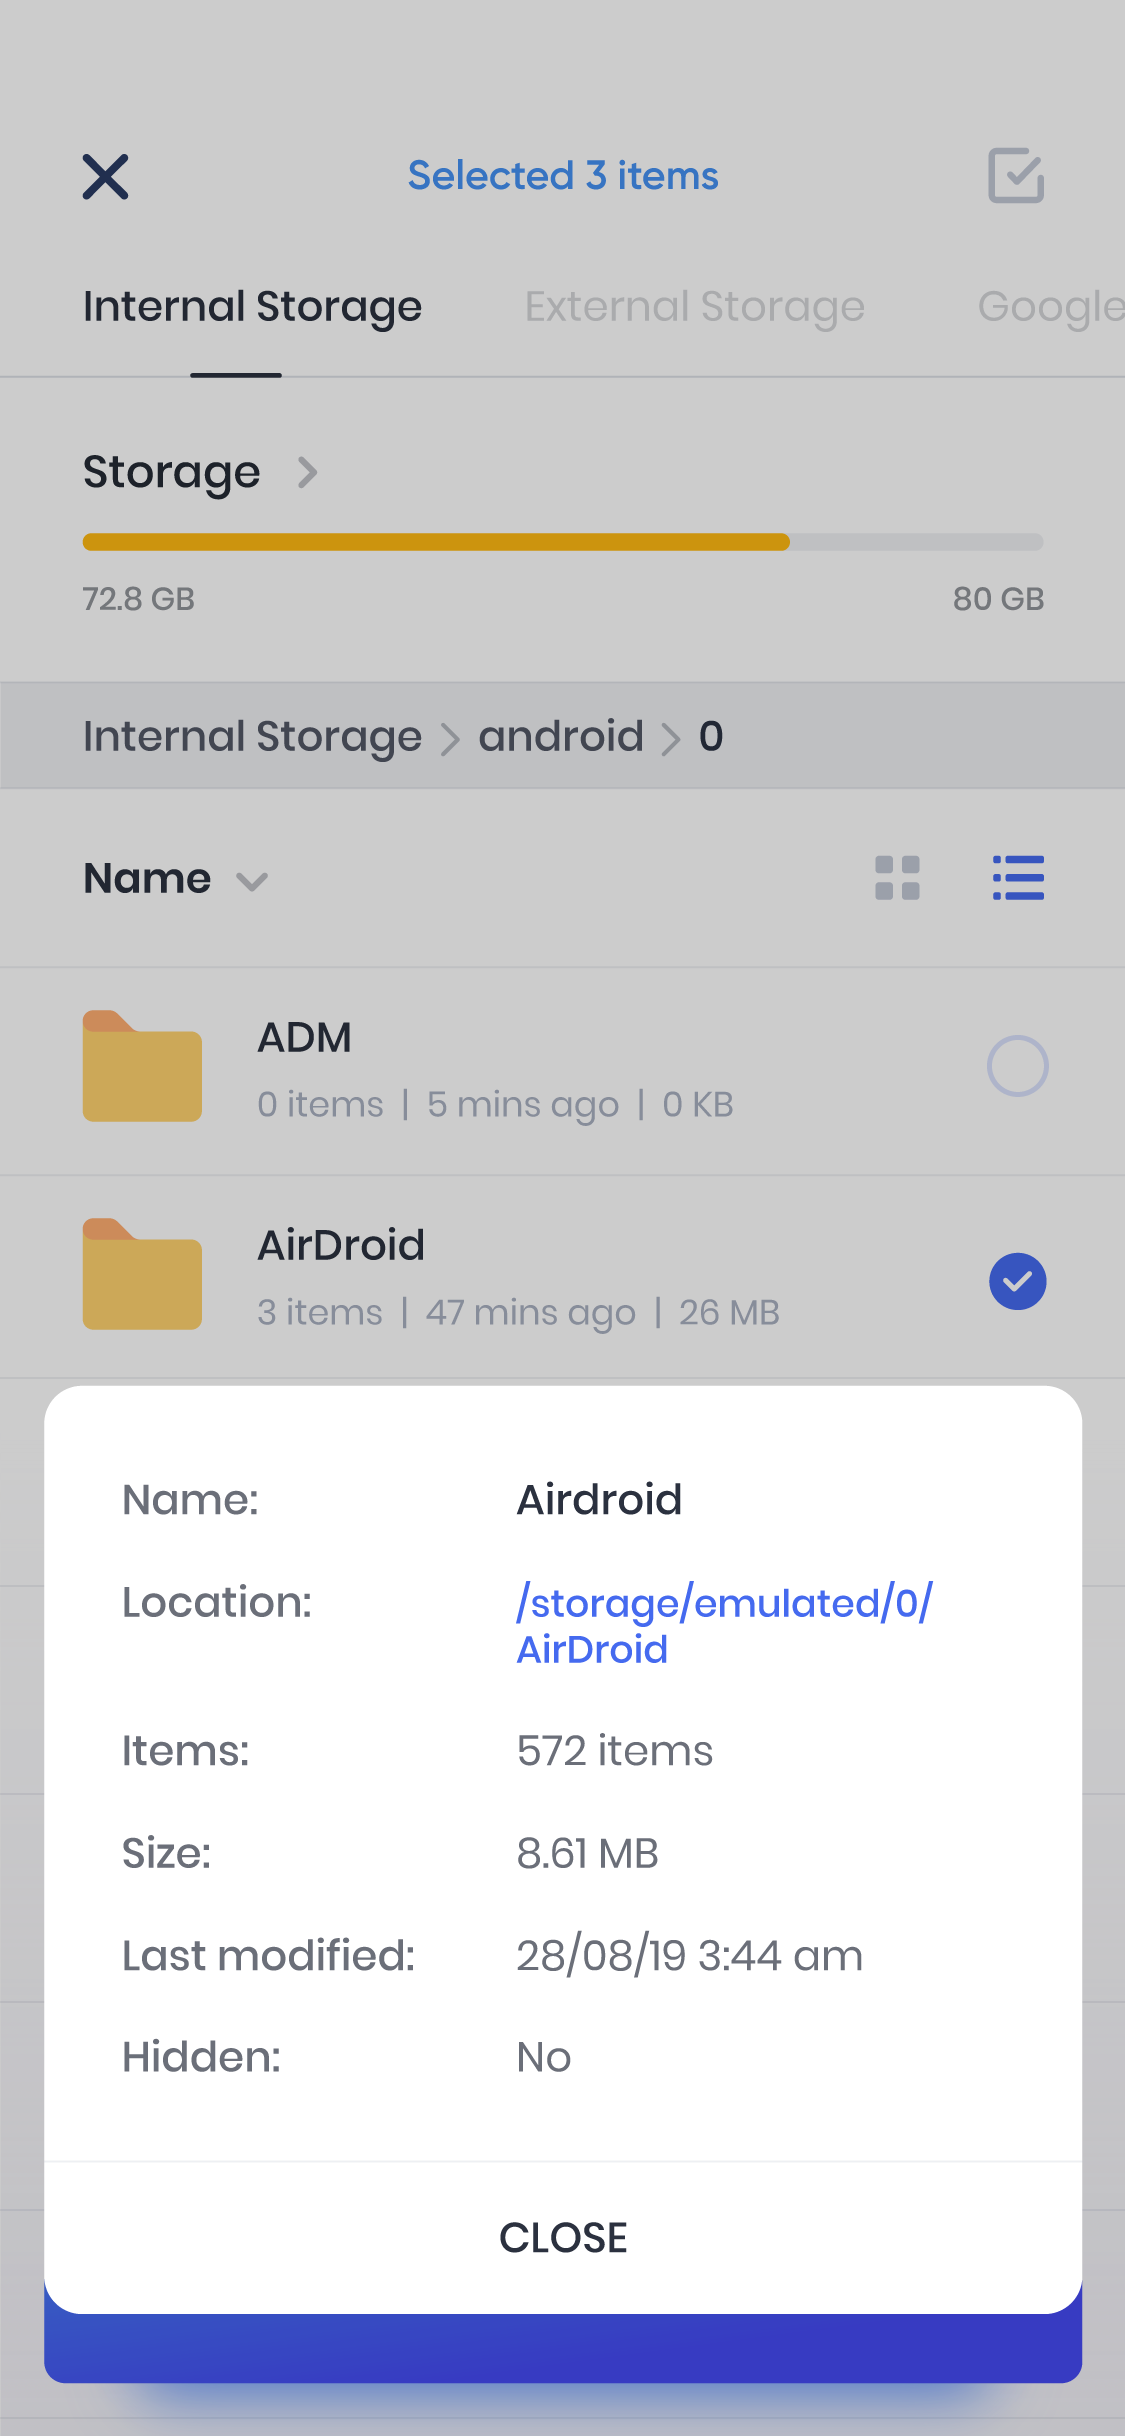 Selected 3 items
Internal Storage External Storage Google
Storage
72.8 GB 80 GB
Internal Storage > android > 0
Name
ADM
0 items | 5 mins ago | 0 KB
AirDroid
3 items | 47 mins ago | 26 MB
Name: Airdroid
Location: /storage/emulated/0/
AirDroid
Items: 572 items
Size: 8.61 MB
Last modified: 28/08/19 3:44 am
Hidden: No
CLOSE